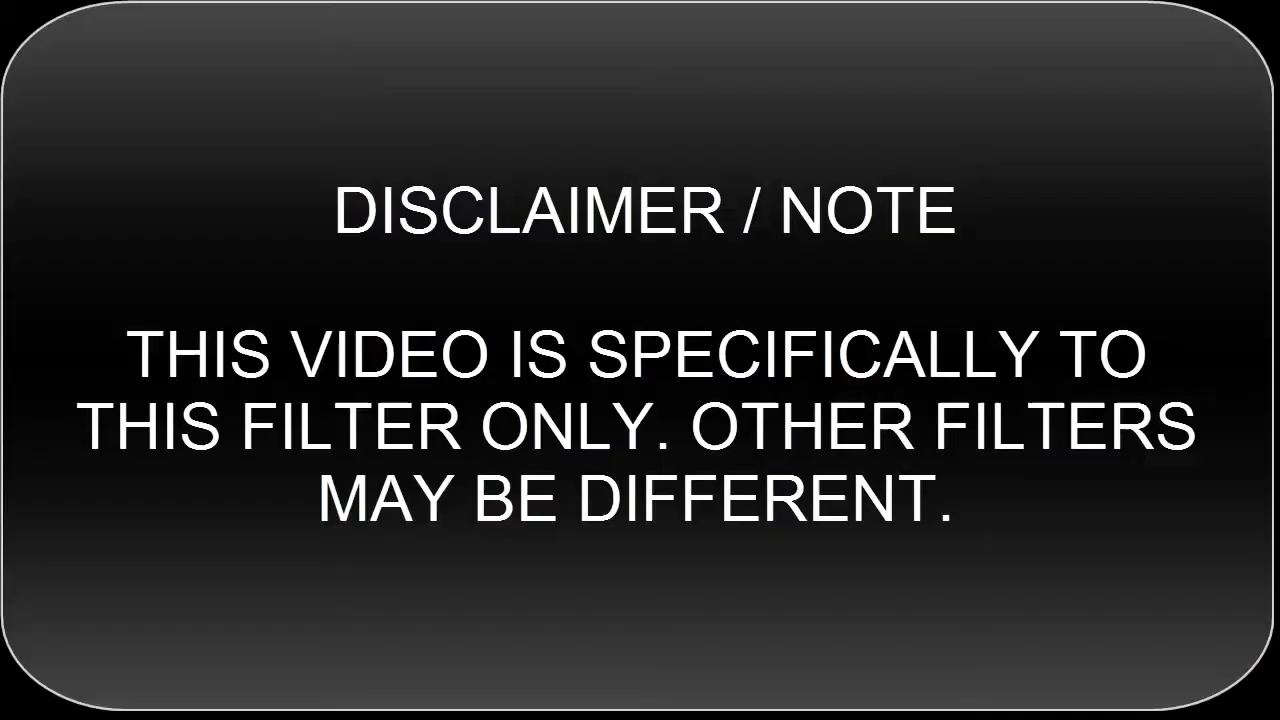 DISCLAIMER / NOTE
THIS VIDEO IS SPECIFICALLY TO
THIS FILTER ONLY. OTHER FILTERS
MAY BE DIFFERENT.